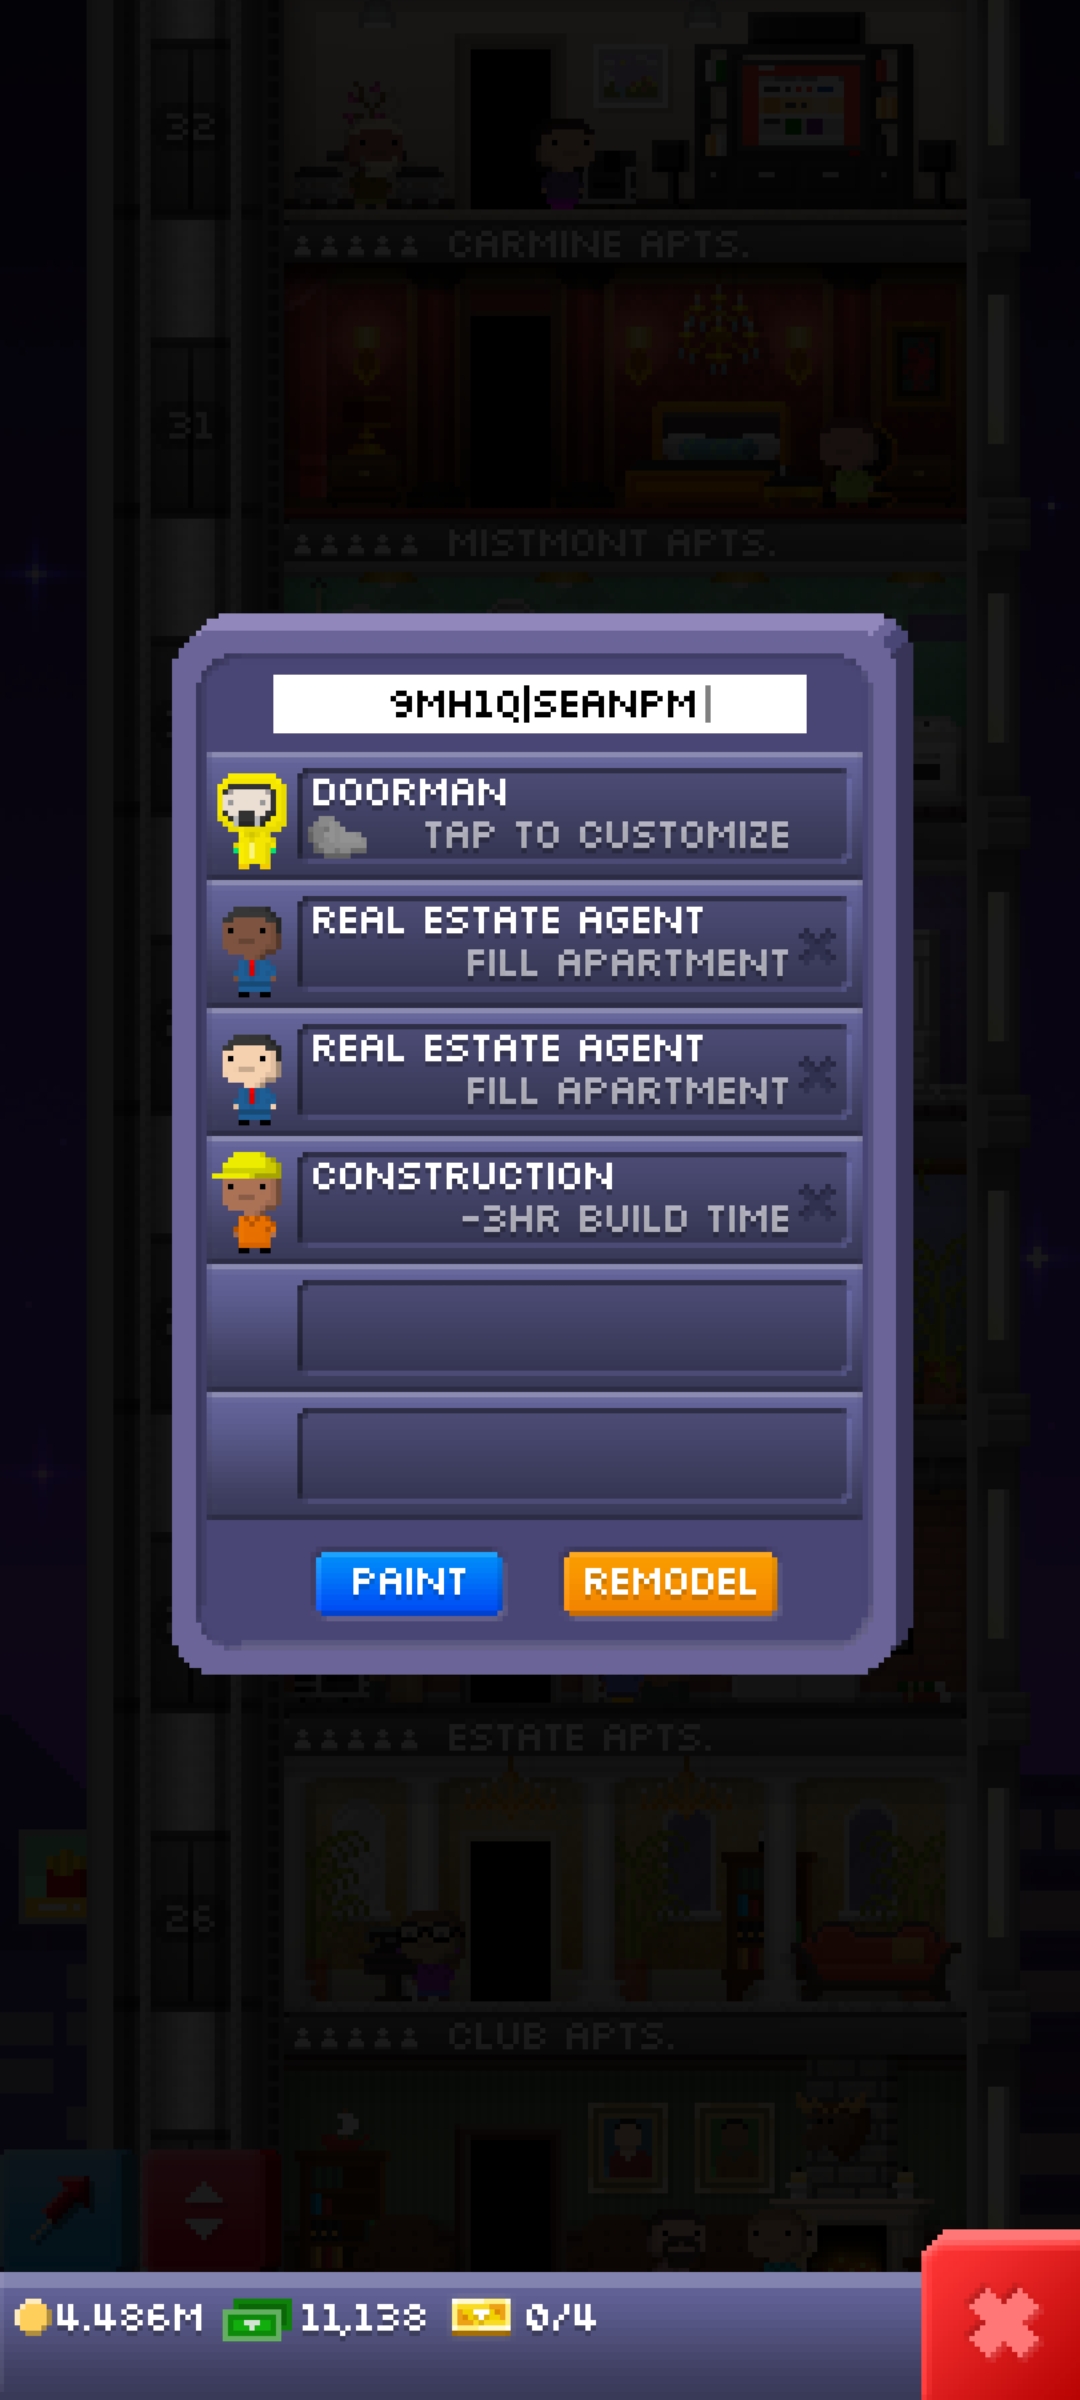 32
CARMINE APTS.
31
MISTMONT APTS.
9MH1Q|SEANPM|
DOORMAN
TAP TO CUSTOMIZE
REAL ESTATE AGENT
FILL APARTMENT
REAL ESTATE AGENT
FILL APARTMENT
CONSTRUCTION
-3HR BUILD TIME
PAINT
REMODEL
ESTATE APTS.
26
CLUB APTS.
4.486M
11,138
0/4